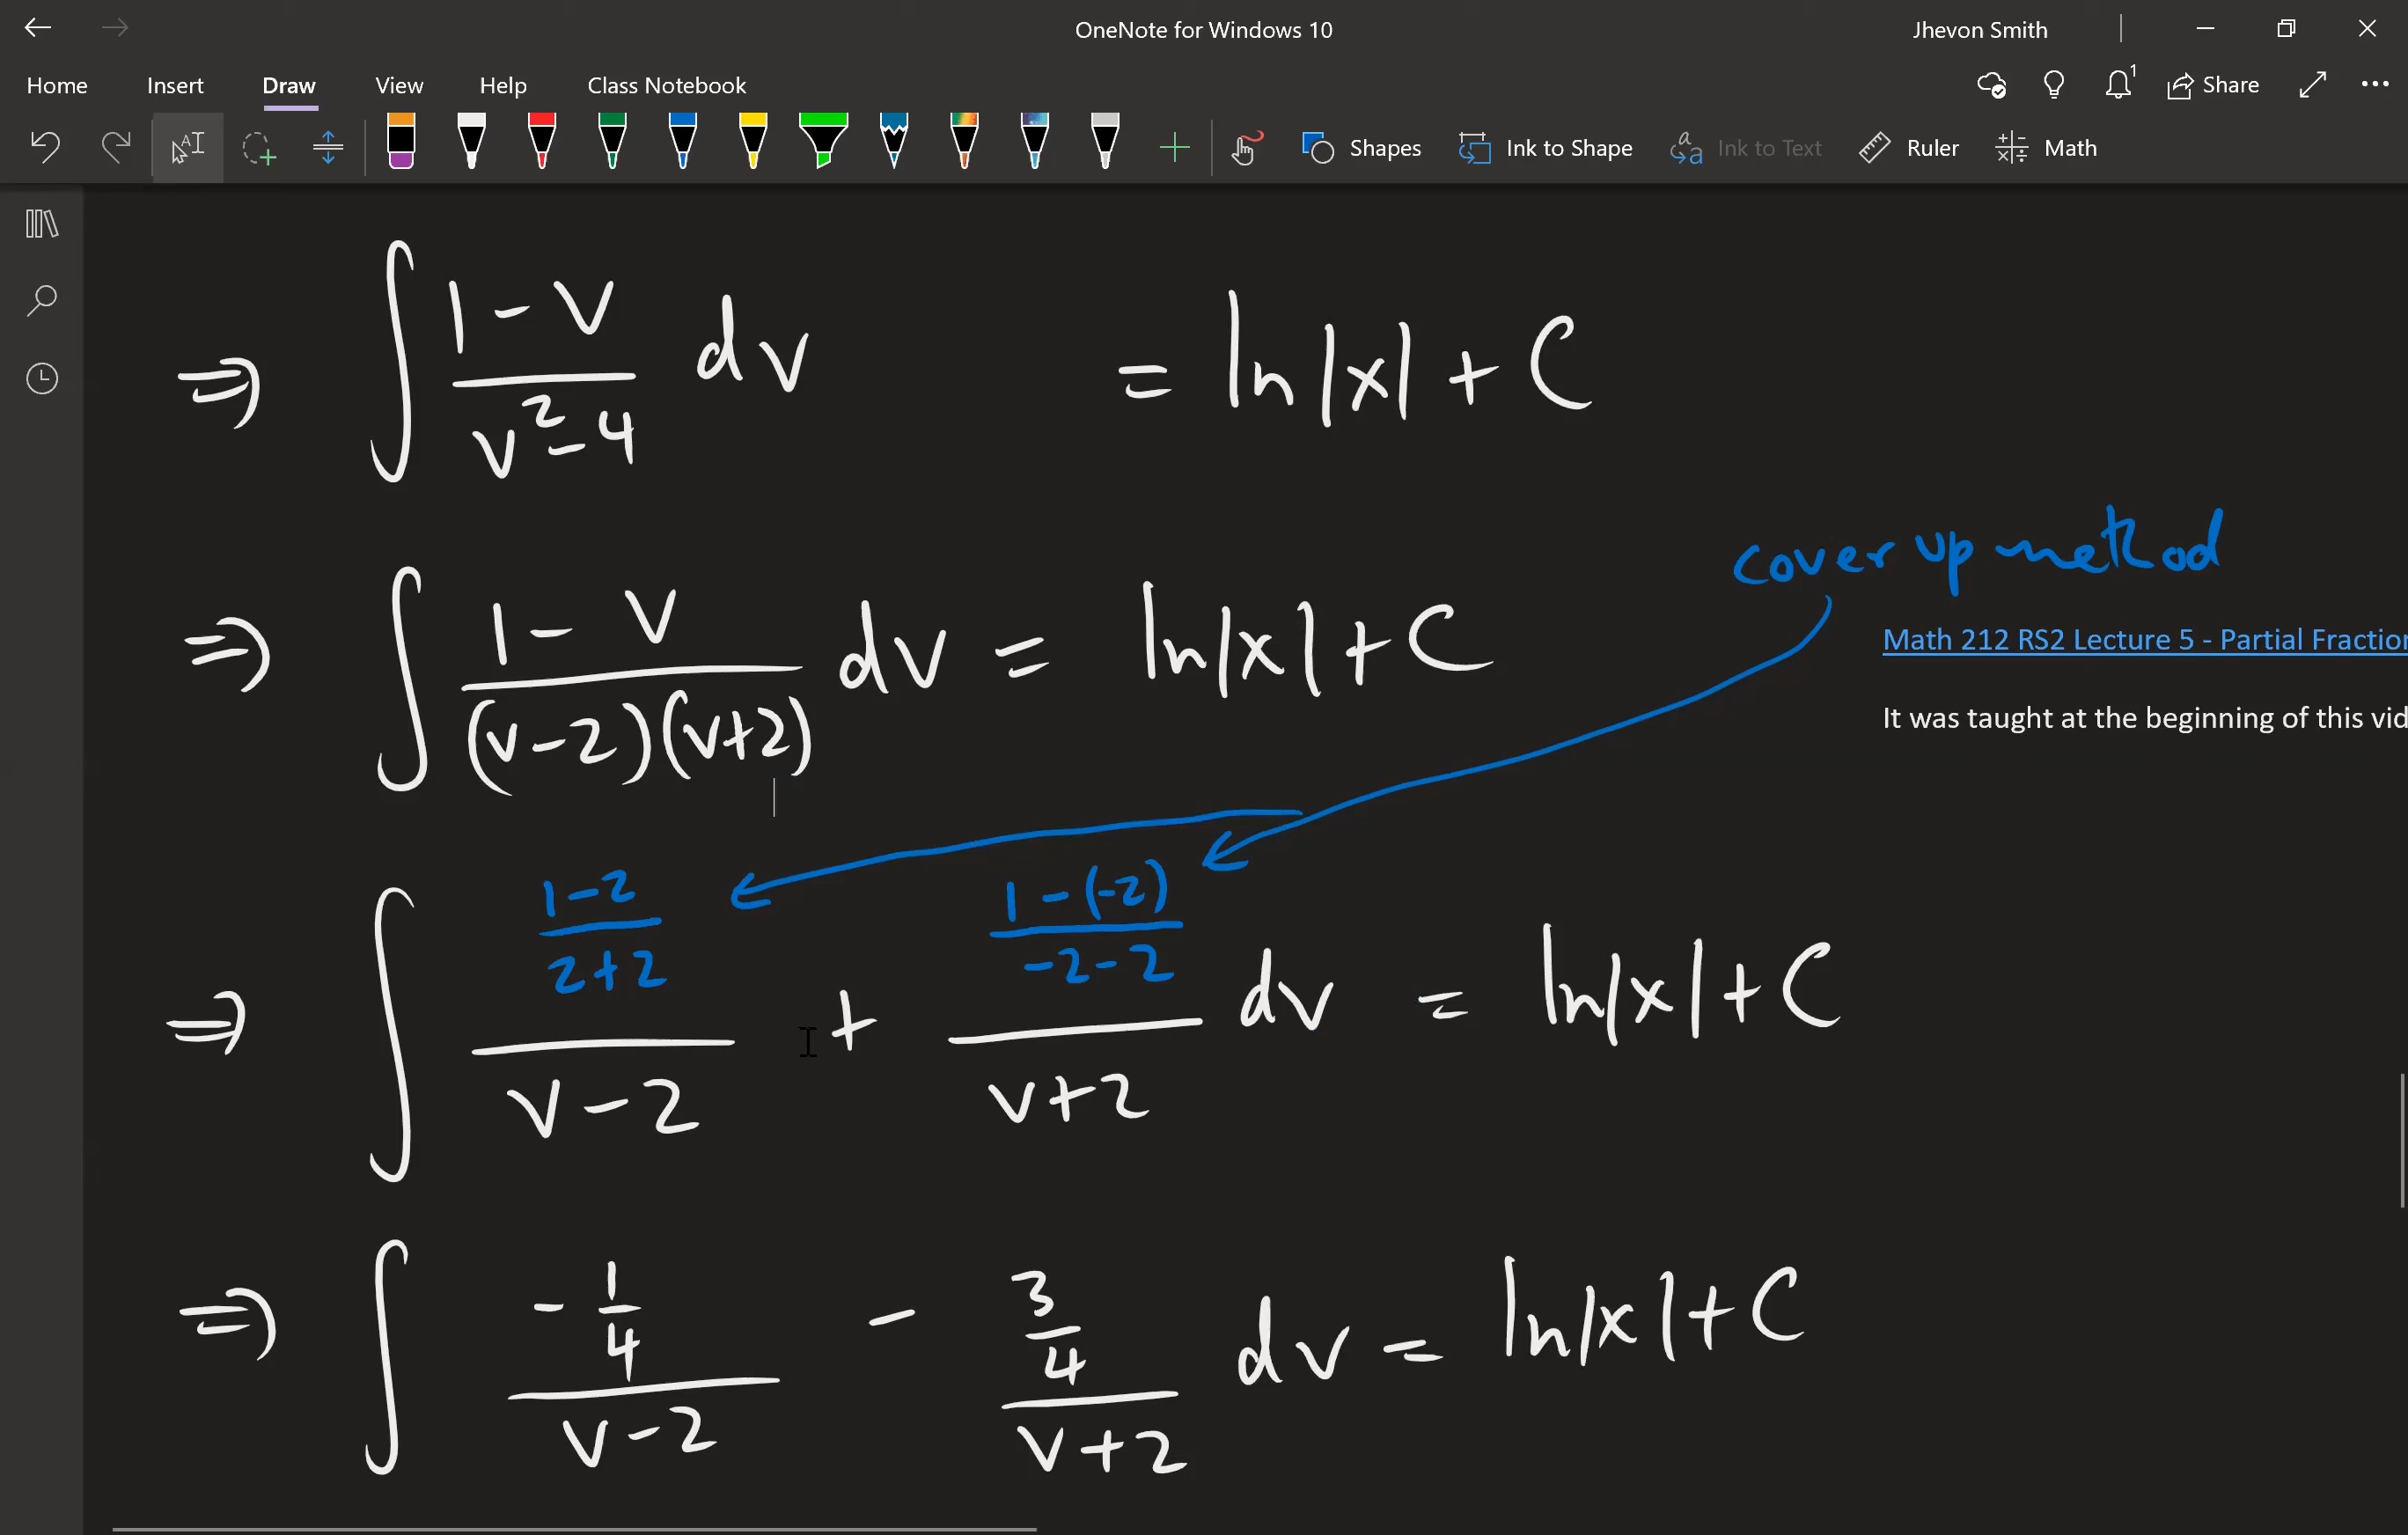 OneNote for Windows 10
Jhevon Smith
Home Insert Draw View Help Class Notebook
1
Share
Shapes Ink to Shape Ink to Text Ruler Math
⇒ ∫ (1 - v)/(v² - 4) dv = ln|x| + C
cover up method
Math 212 RS2 Lecture 5 - Partial Fraction
⇒ ∫ (1 - v)/((v-2)(v+2)) dv = ln|x| + C
It was taught at the beginning of this vid
⇒ ∫ ((1-2)/(2+2))/(v-2) + ((1-(-2))/(-2-2))/(v+2) dv = ln|x| + C
⇒ ∫ (-1/4)/(v-2) - (3/4)/(v+2) dv = ln|x| + C